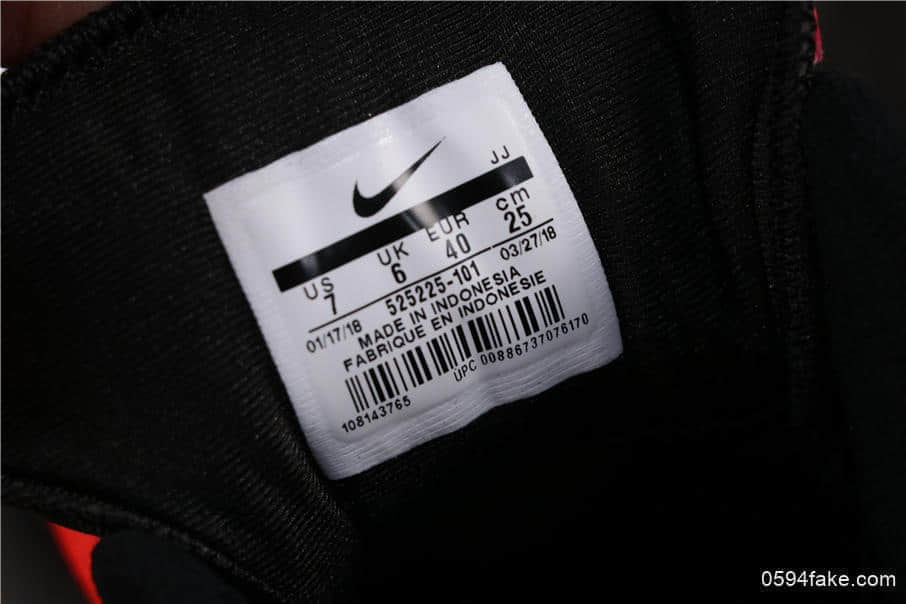 JJ
US UK EUR cm
7 6 40 25
01/17/18 525225-101 03/27/18
MADE IN INDONESIA
FABRIQUE EN INDONESIE
108143765 UPC 00886737076170
0594fake.com